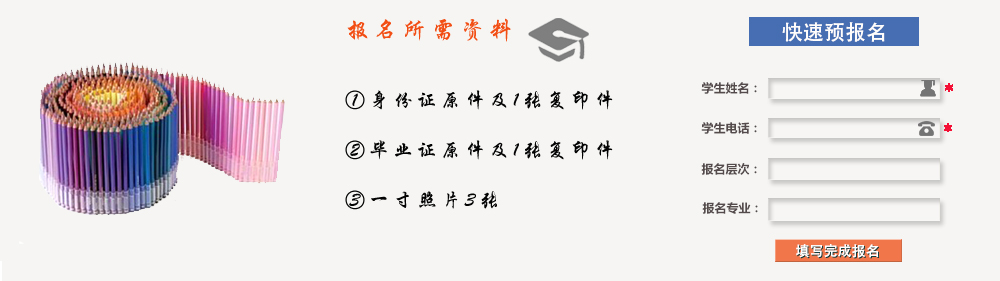 报名所需资料
①身份证原件及1张复印件
②毕业证原件及1张复印件
③一寸照片3张
快速预报名
学生姓名：*
学生电话：*
报名层次：
报名专业：
填写完成报名